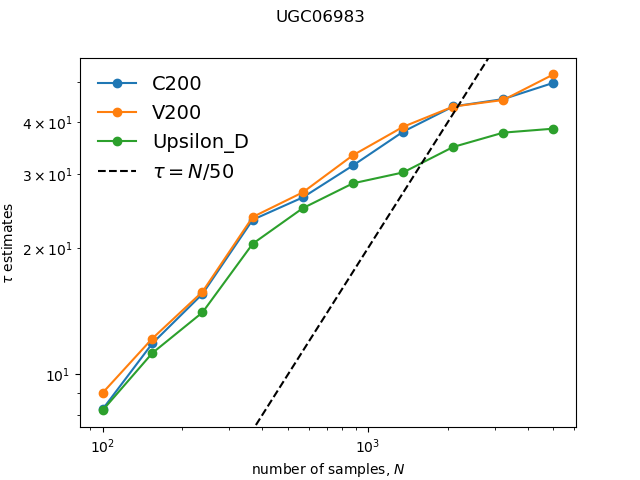 UGC06983
C200
V200
Upsilon_D
τ = N/50
4 × 10¹
3 × 10¹
2 × 10¹
10¹
τ estimates
10² 10³
number of samples, N